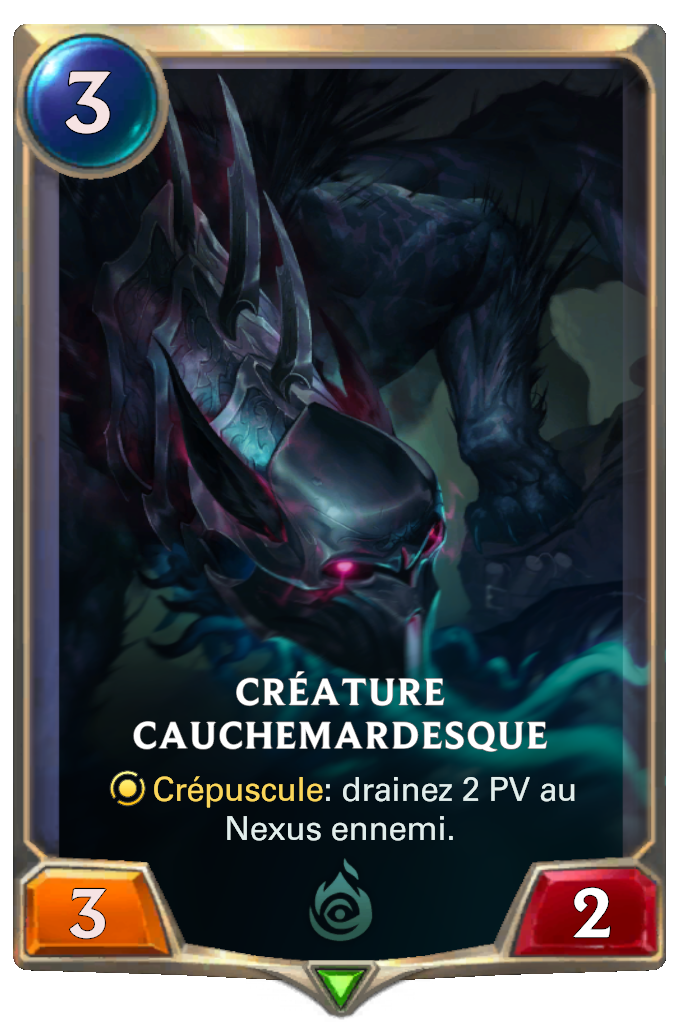 3
CRÉATURE
CAUCHEMARDESQUE
Crépuscule: drainez 2 PV au
Nexus ennemi.
3
2